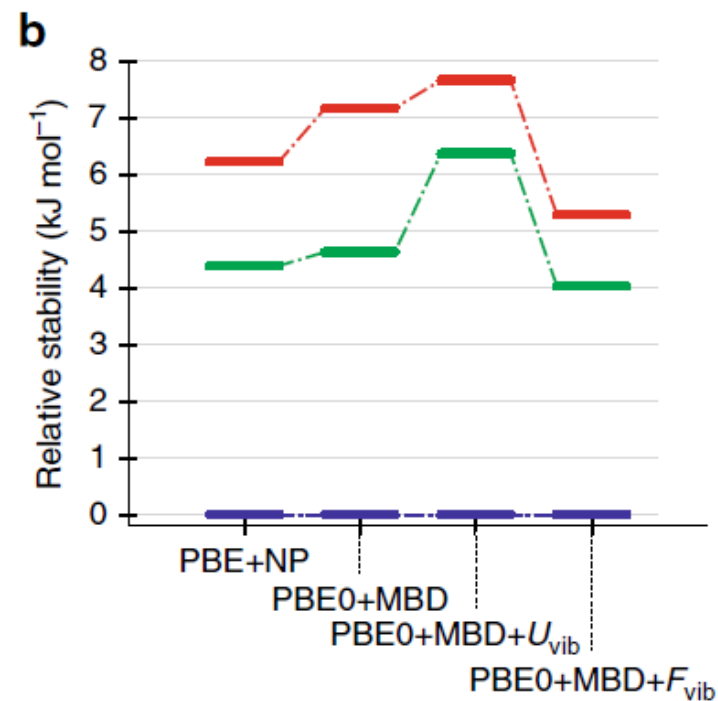 b
Relative stability (kJ mol⁻¹)
8
7
6
5
4
3
2
1
0
PBE+NP
PBE0+MBD
PBE0+MBD+Uvib
PBE0+MBD+Fvib